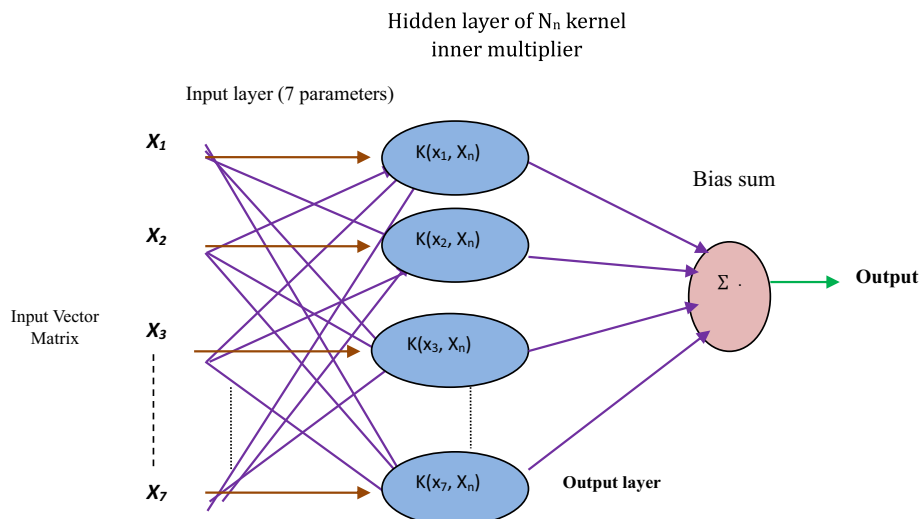 Hidden layer of Nn kernel
inner multiplier
Input layer (7 parameters)
X1
K(x1, Xn)
Bias sum
X2
K(x2, Xn)
Σ .
Output
Input Vector
Matrix
X3
K(x3, Xn)
X7
K(x7, Xn)
Output layer